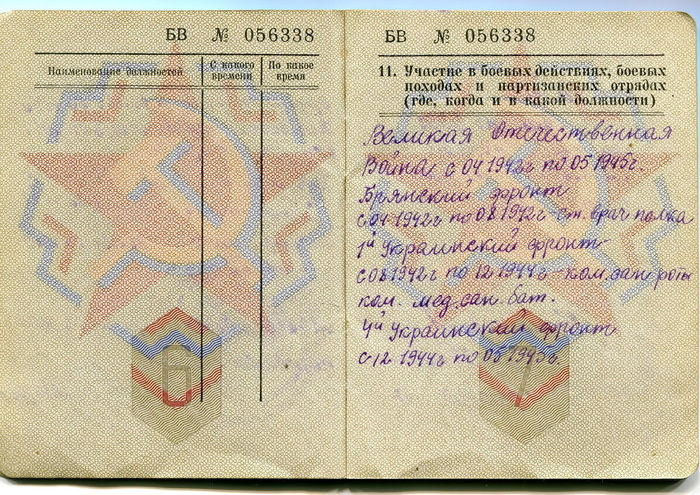 БВ № 056338
Наименование должностей
С какого времени
По какое время
6
БВ № 056338
11. Участие в боевых действиях, боевых
походах и партизанских отрядах
(где, когда и в какой должности)
Великая Отечественная
Война с 04 1942г по 05 1945г.
Брянский фронт
с 04 1942г по 08 1942г - ст. врач полка
1й Украинский фронт
с 08 1942г по 12 1944г - ком. сан роты
ком. мед. сан. бат.
4й Украинский фронт
с 12 1944г по 05 1945г.
7